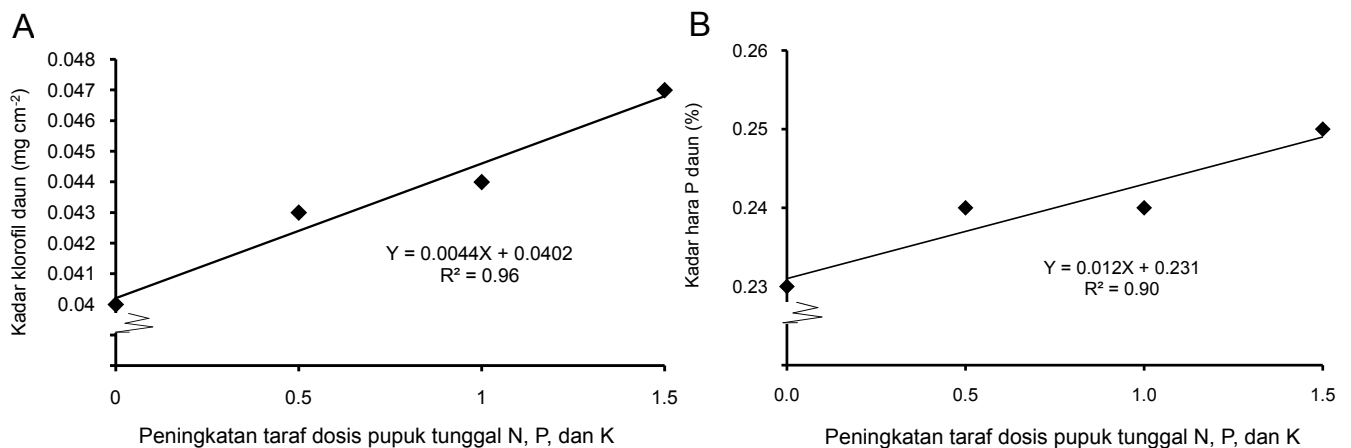 A
Kadar klorofil daun (mg cm⁻²)
0.048
0.047
0.046
0.045
0.044
0.043
0.042
0.041
0.04
Y = 0.0044X + 0.0402
R² = 0.96
0
0.5
1
1.5
Peningkatan taraf dosis pupuk tunggal N, P, dan K
B
Kadar hara P daun (%)
0.26
0.25
0.24
0.23
Y = 0.012X + 0.231
R² = 0.90
0.0
0.5
1.0
1.5
Peningkatan taraf dosis pupuk tunggal N, P, dan K